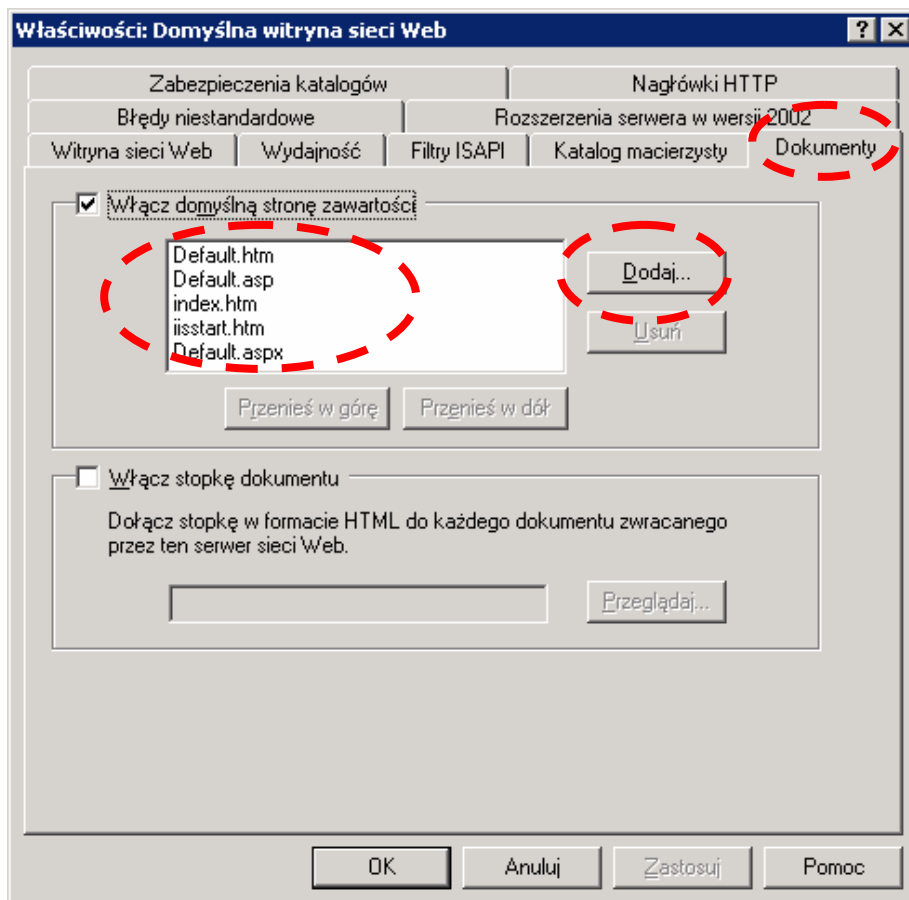 Właściwości: Domyślna witryna sieci Web
Zabezpieczenia katalogów Nagłówki HTTP
Błędy niestandardowe Rozszerzenia serwera w wersji 2002
Witryna sieci Web Wydajność Filtry ISAPI Katalog macierzysty Dokumenty
Włącz domyślną stronę zawartości
Default.htm
Default.asp
index.htm
iisstart.htm
Default.aspx
Dodaj...
Usuń
Przenieś w górę Przenieś w dół
Włącz stopkę dokumentu
Dołącz stopkę w formacie HTML do każdego dokumentu zwracanego
przez ten serwer sieci Web.
Przeglądaj...
OK Anuluj Zastosuj Pomoc